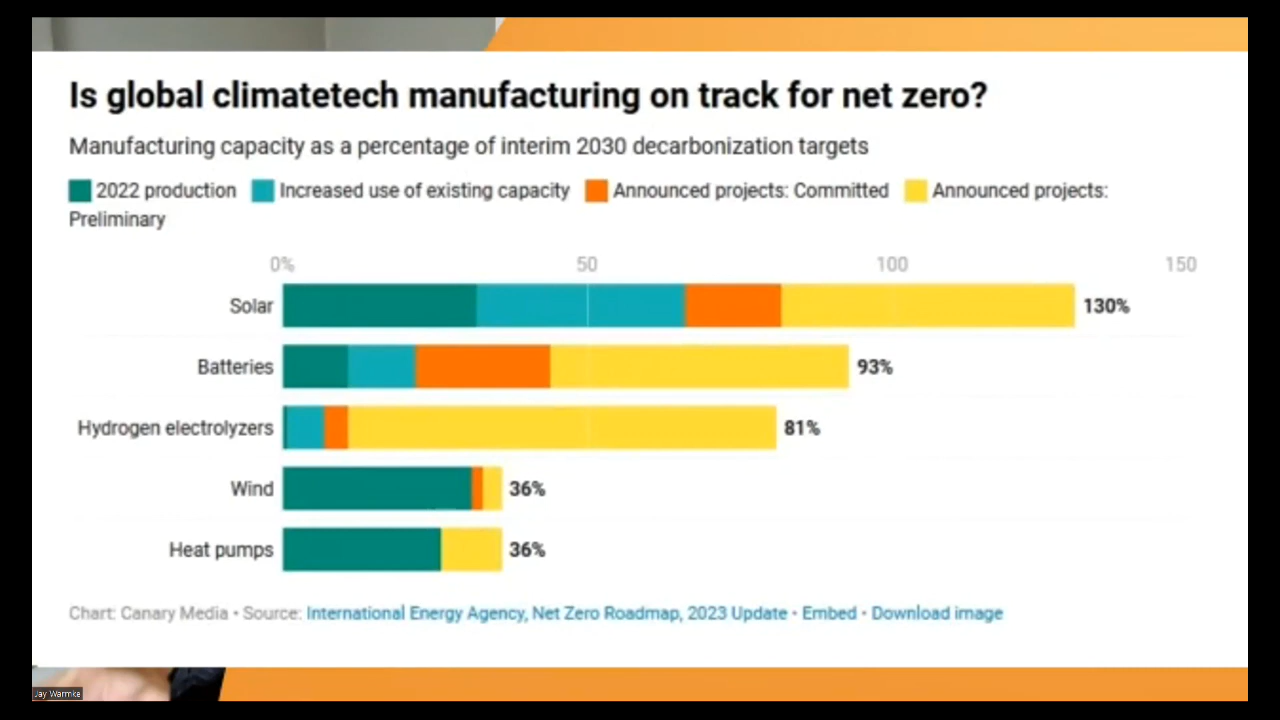 Is global climatetech manufacturing on track for net zero?
Manufacturing capacity as a percentage of interim 2030 decarbonization targets
2022 production Increased use of existing capacity Announced projects: Committed Announced projects:
Preliminary
0% 50 100 150
Solar 130%
Batteries 93%
Hydrogen electrolyzers 81%
Wind 36%
Heat pumps 36%
Chart: Canary Media • Source: International Energy Agency, Net Zero Roadmap, 2023 Update • Embed • Download image
Jay Warmke